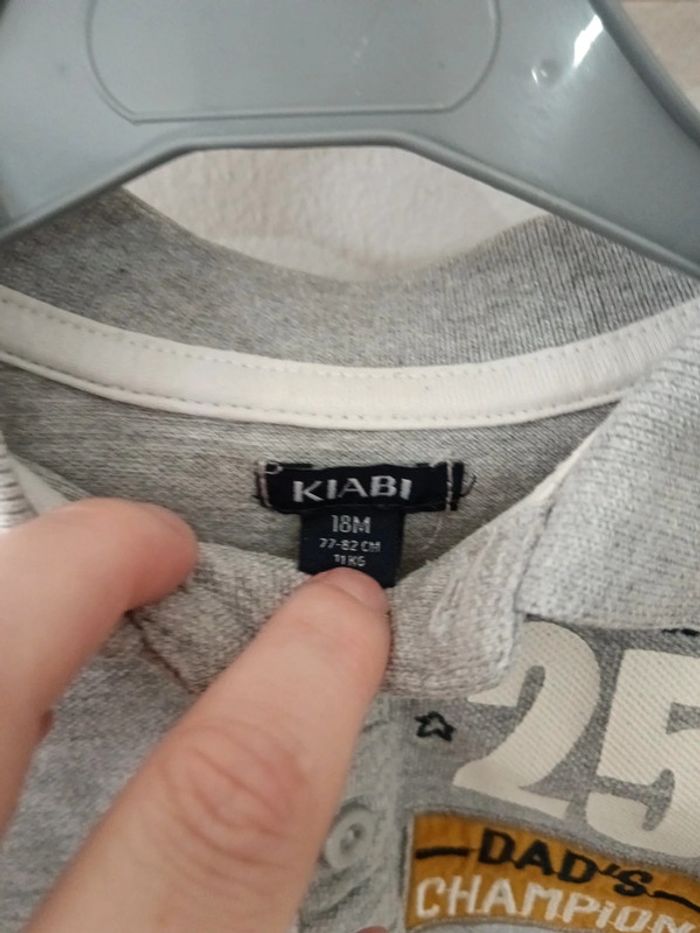 KIABI
18M
77-82 CM
11 KG
25
DAD'S
CHAMPION